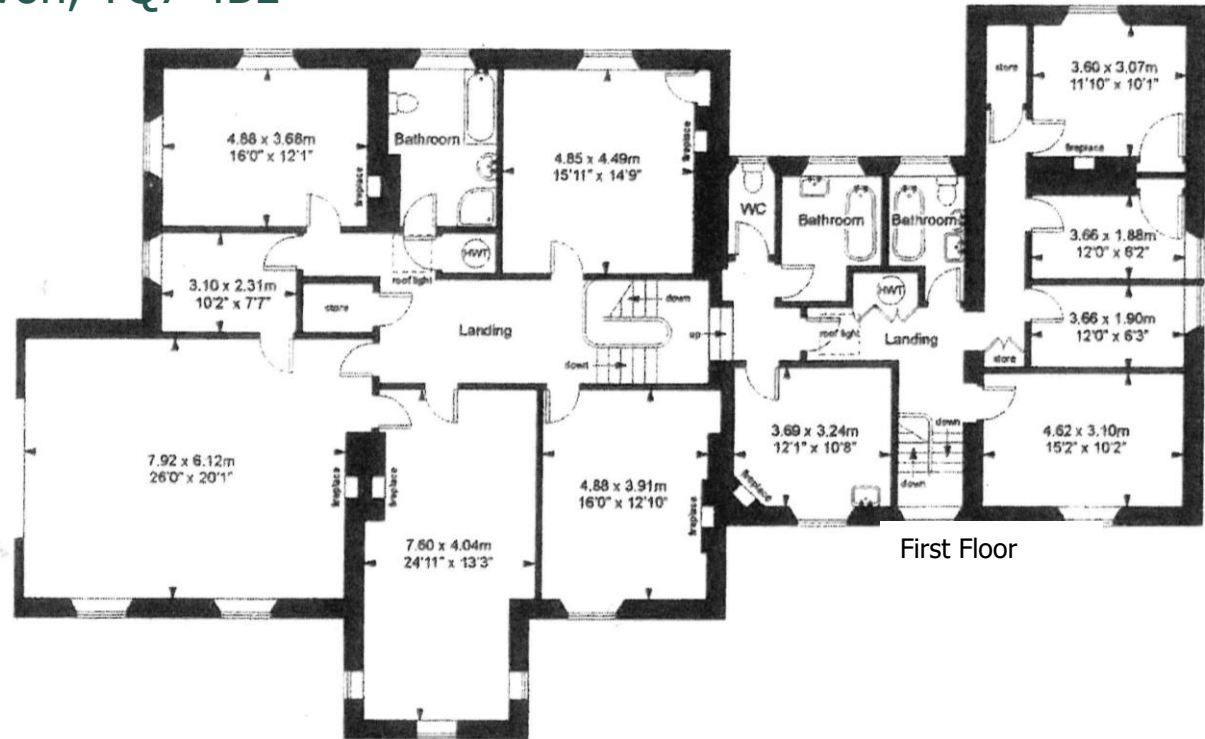 store
3.60 x 3.07m
11'10" x 10'1"
fireplace
4.88 x 3.68m
16'0" x 12'1"
fireplace
Bathroom
4.85 x 4.49m
15'11" x 14'9"
fireplace
WC
Bathroom
Bathroom
3.66 x 1.88m
12'0" x 6'2"
HWT
3.10 x 2.31m
10'2" x 7'7"
roof light
store
Landing
down
down
up
HWT
roof light
Landing
3.66 x 1.90m
12'0" x 6'3"
store
3.69 x 3.24m
12'1" x 10'8"
fireplace
down
down
4.62 x 3.10m
15'2" x 10'2"
7.92 x 6.12m
26'0" x 20'1"
fireplace
fireplace
4.88 x 3.91m
16'0" x 12'10"
fireplace
7.60 x 4.04m
24'11" x 13'3"
First Floor